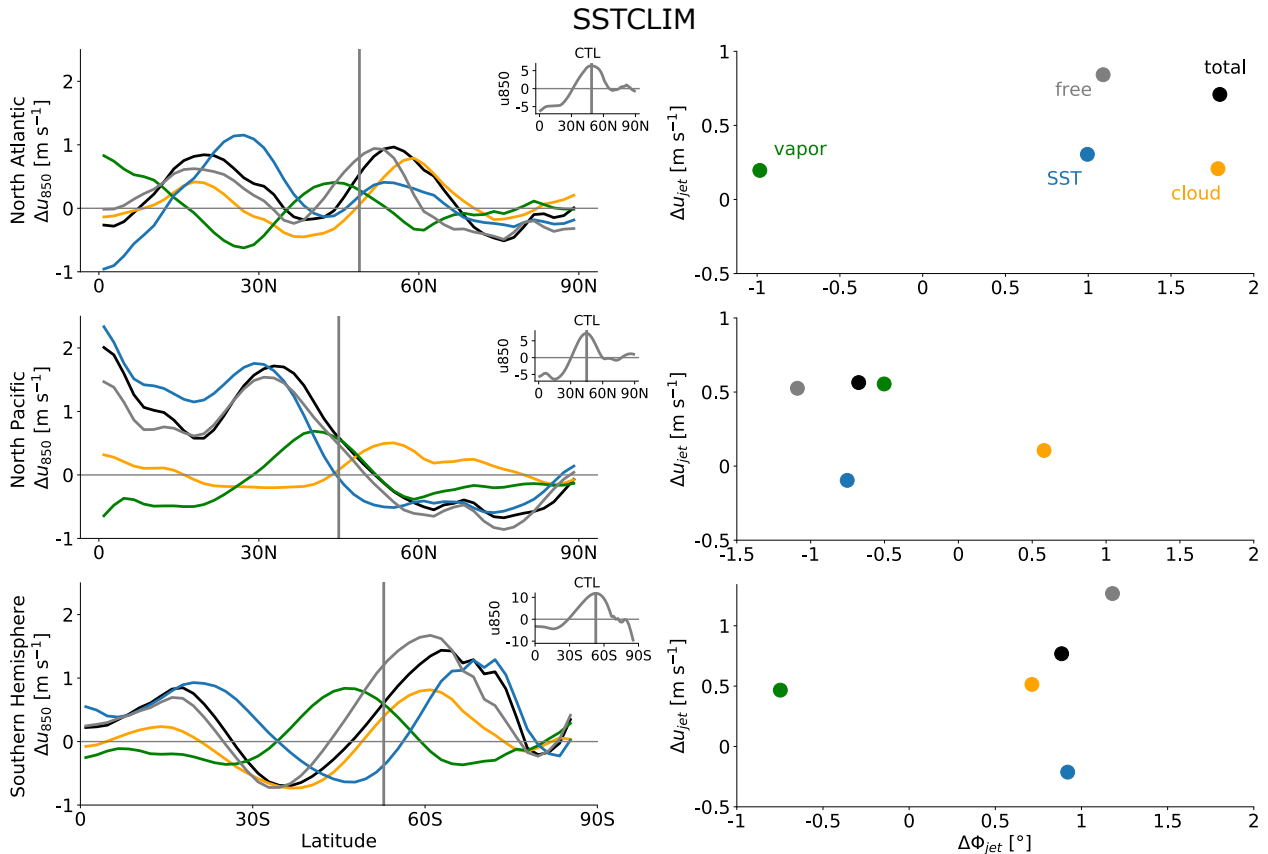 SSTCLIM
North Atlantic
Δu850 [m s−1]
2
1
0
-1
0
30N
60N
90N
CTL
u850
5
0
-5
0
30N
60N
90N
Δujet [m s−1]
1
0.5
0
-0.5
-1
-0.5
0
0.5
1
1.5
2
free
total
vapor
SST
cloud
North Pacific
Δu850 [m s−1]
2
1
0
-1
0
30N
60N
90N
CTL
u850
5
0
-5
0
30N
60N
90N
Δujet [m s−1]
1
0.5
0
-0.5
-1.5
-1
-0.5
0
0.5
1
1.5
2
Southern Hemisphere
Δu850 [m s−1]
2
1
0
-1
30S
60S
90S
Latitude
CTL
u850
10
0
-10
0
30S
60S
90S
Δujet [m s−1]
1
0.5
0
-0.5
-1
-0.5
0
0.5
1
1.5
2
ΔΦjet [°]